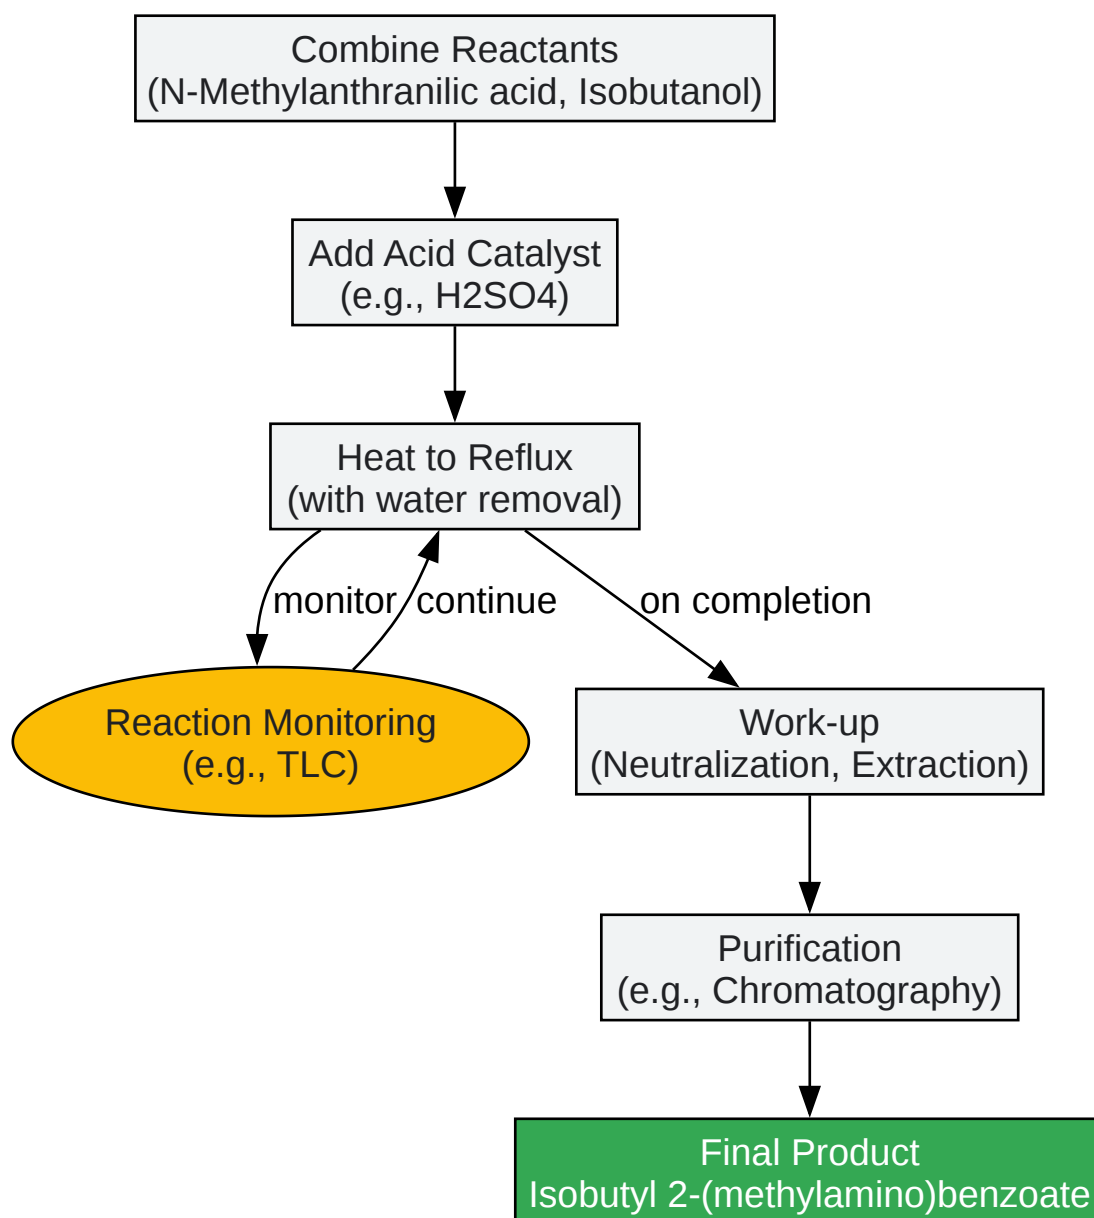 Combine Reactants
(N-Methylanthranilic acid, Isobutanol)
Add Acid Catalyst
(e.g., H2SO4)
Heat to Reflux
(with water removal)
monitor
continue
on completion
Reaction Monitoring
(e.g., TLC)
Work-up
(Neutralization, Extraction)
Purification
(e.g., Chromatography)
Final Product
Isobutyl 2-(methylamino)benzoate